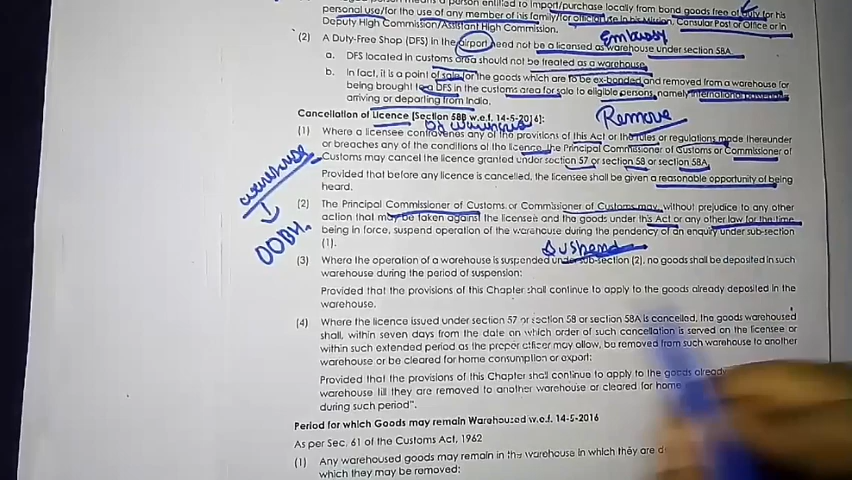 means a person entitled to import/purchase locally from bond goods free of duty for his
personal use/for the use of any member of his family/for official use in his Mission, Consular Post or Office or in
Deputy High Commission/Assistant High Commission.
Embassy
(2) A Duty-Free Shop (DFS) in the airport need not be a licensed as warehouse under section 58A.
a. DFS located in customs area should not be treated as a warehouse.
b. In fact, it is a point of sale for the goods which are to be ex-bonded and removed from a warehouse for
being brought to a DFS in the customs area for sale to eligible persons, namely international passengers
arriving or departing from India.
Cancellation of Licence [Section 58B w.e.f. 14-5-2016]:
Of warehouse
Remove
(1) Where a licensee contravenes any of the provisions of this Act or the rules or regulations made thereunder
or breaches any of the conditions of the licence, the Principal Commissioner of Customs or Commissioner of
Customs may cancel the licence granted under section 57 or section 58 or section 58A.
Provided that before any licence is cancelled, the licensee shall be given a reasonable opportunity of being
heard.
warehouse
OOBH.
(2) The Principal Commissioner of Customs or Commissioner of Customs may, without prejudice to any other
action that may be taken against the licensee and the goods under this Act or any other law for the time
being in force, suspend operation of the warehouse during the pendency of an enquiry under sub-section
(1).
Suspend
(3) Where the operation of a warehouse is suspended under sub-section (2), no goods shall be deposited in such
warehouse during the period of suspension:
Provided that the provisions of this Chapter shall continue to apply to the goods already deposited in the
warehouse.
(4) Where the licence issued under section 57 or section 58 or section 58A is cancelled, the goods warehoused
shall, within seven days from the date on which order of such cancellation is served on the licensee or
within such extended period as the proper officer may allow, be removed from such warehouse to another
warehouse or be cleared for home consumption or export:
Provided that the provisions of this Chapter shall continue to apply to the goods already
warehouse till they are removed to another warehouse or cleared for home
during such period".
Period for which Goods may remain Warehoused w.e.f. 14-5-2016
As per Sec. 61 of the Customs Act, 1962
(1) Any warehoused goods may remain in the warehouse in which they are
which they may be removed: